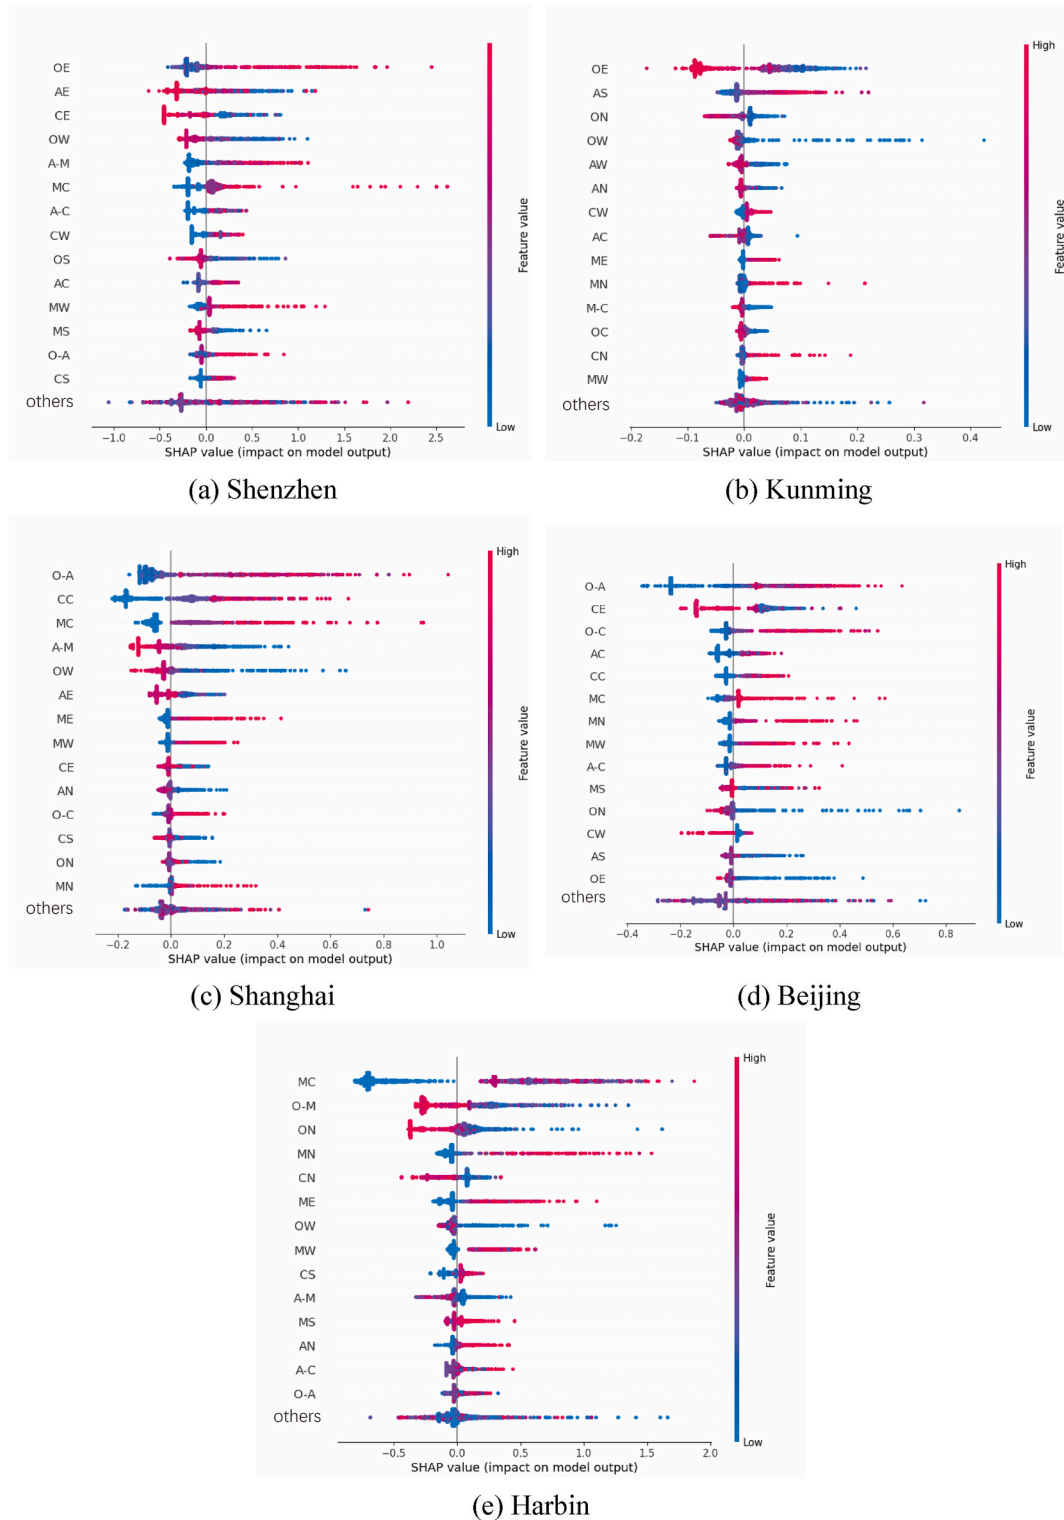 OE
AE
CE
OW
A-M
MC
A-C
CW
OS
AC
MW
MS
O-A
CS
others
−1.0 −0.5 0.0 0.5 1.0 1.5 2.0 2.5
SHAP value (impact on model output)
Feature value
Low
(a) Shenzhen
High
OE
AS
ON
OW
AW
AN
CW
AC
ME
MN
M-C
OC
CN
MW
others
−0.2 −0.1 0.0 0.1 0.2 0.3 0.4
SHAP value (impact on model output)
Feature value
Low
(b) Kunming
High
O-A
CC
MC
A-M
OW
AE
ME
MW
CE
AN
O-C
CS
ON
MN
others
−0.2 0.0 0.2 0.4 0.6 0.8 1.0
SHAP value (impact on model output)
Feature value
Low
(c) Shanghai
High
O-A
CE
O-C
AC
CC
MC
MN
MW
A-C
MS
ON
CW
AS
OE
others
−0.4 −0.2 0.0 0.2 0.4 0.6 0.8
SHAP value (impact on model output)
Feature value
Low
(d) Beijing
High
MC
O-M
ON
MN
CN
ME
OW
MW
CS
A-M
MS
AN
A-C
O-A
others
−0.5 0.0 0.5 1.0 1.5 2.0
SHAP value (impact on model output)
Feature value
Low
(e) Harbin